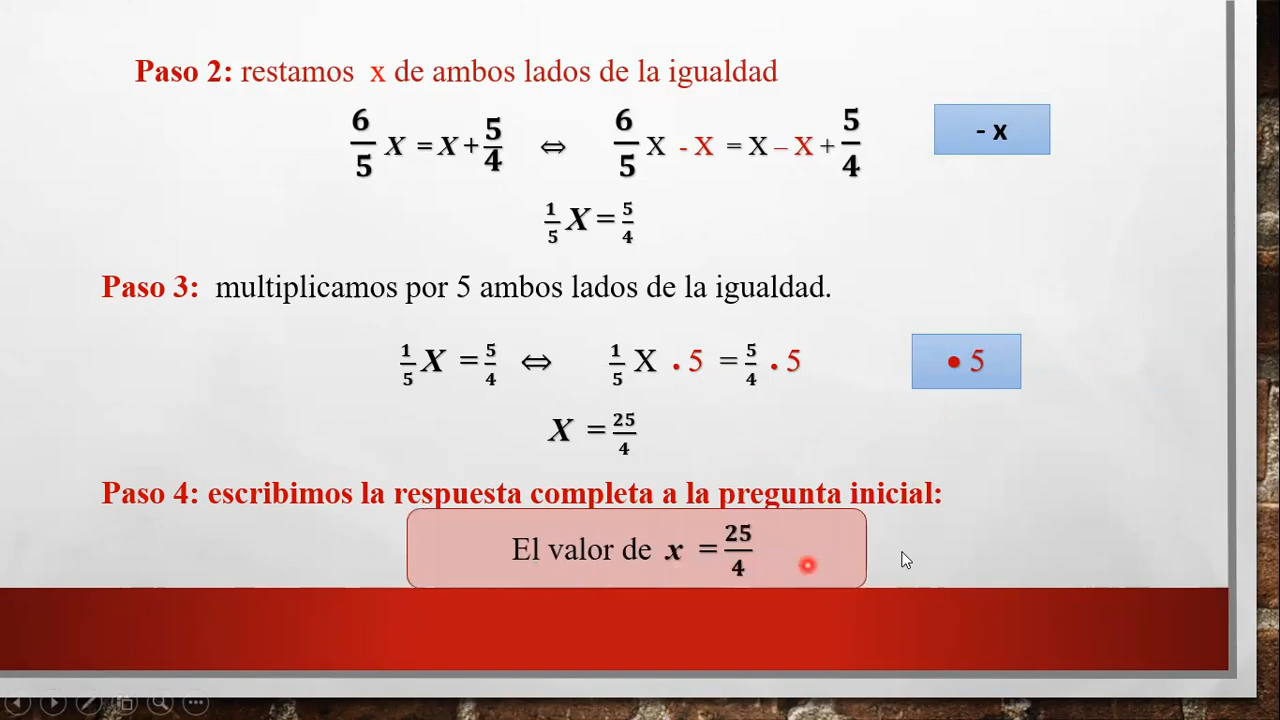 Paso 2: restamos x de ambos lados de la igualdad
6/5 X = X + 5/4 ⇔ 6/5 X - X = X – X + 5/4
- x
1/5 X = 5/4
Paso 3: multiplicamos por 5 ambos lados de la igualdad.
1/5 X = 5/4 ⇔ 1/5 X . 5 = 5/4 . 5
• 5
X = 25/4
Paso 4: escribimos la respuesta completa a la pregunta inicial:
El valor de x = 25/4